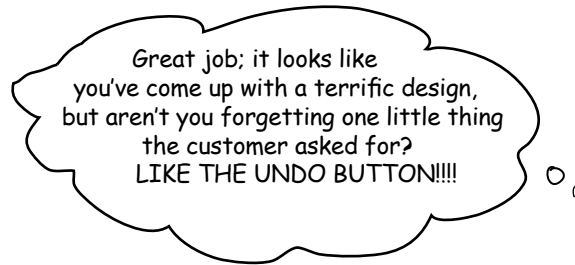 Great job; it looks like
you've come up with a terrific design,
but aren't you forgetting one little thing
the customer asked for?
LIKE THE UNDO BUTTON!!!!